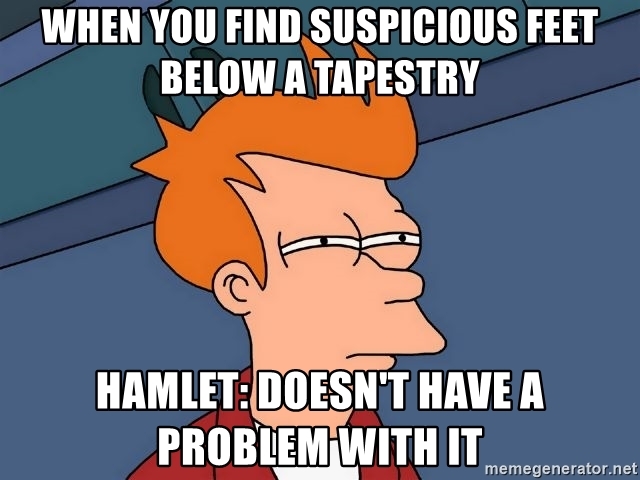 WHEN YOU FIND SUSPICIOUS FEET
BELOW A TAPESTRY
HAMLET: DOESN'T HAVE A
PROBLEM WITH IT
memegenerator.net